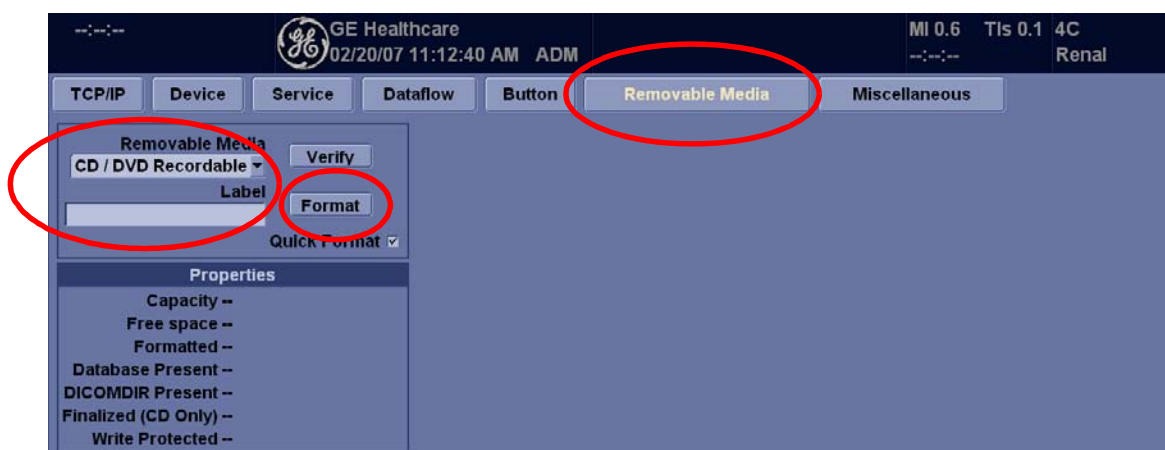 --:--:-- GE Healthcare MI 0.6 TIs 0.1 4C
02/20/07 11:12:40 AM ADM --:--:-- Renal
TCP/IP Device Service Dataflow Button Removable Media Miscellaneous
Removable Media
CD / DVD Recordable Verify
Label
Format
Quick Format
Properties
Capacity --
Free space --
Formatted --
Database Present --
DICOMDIR Present --
Finalized (CD Only) --
Write Protected --